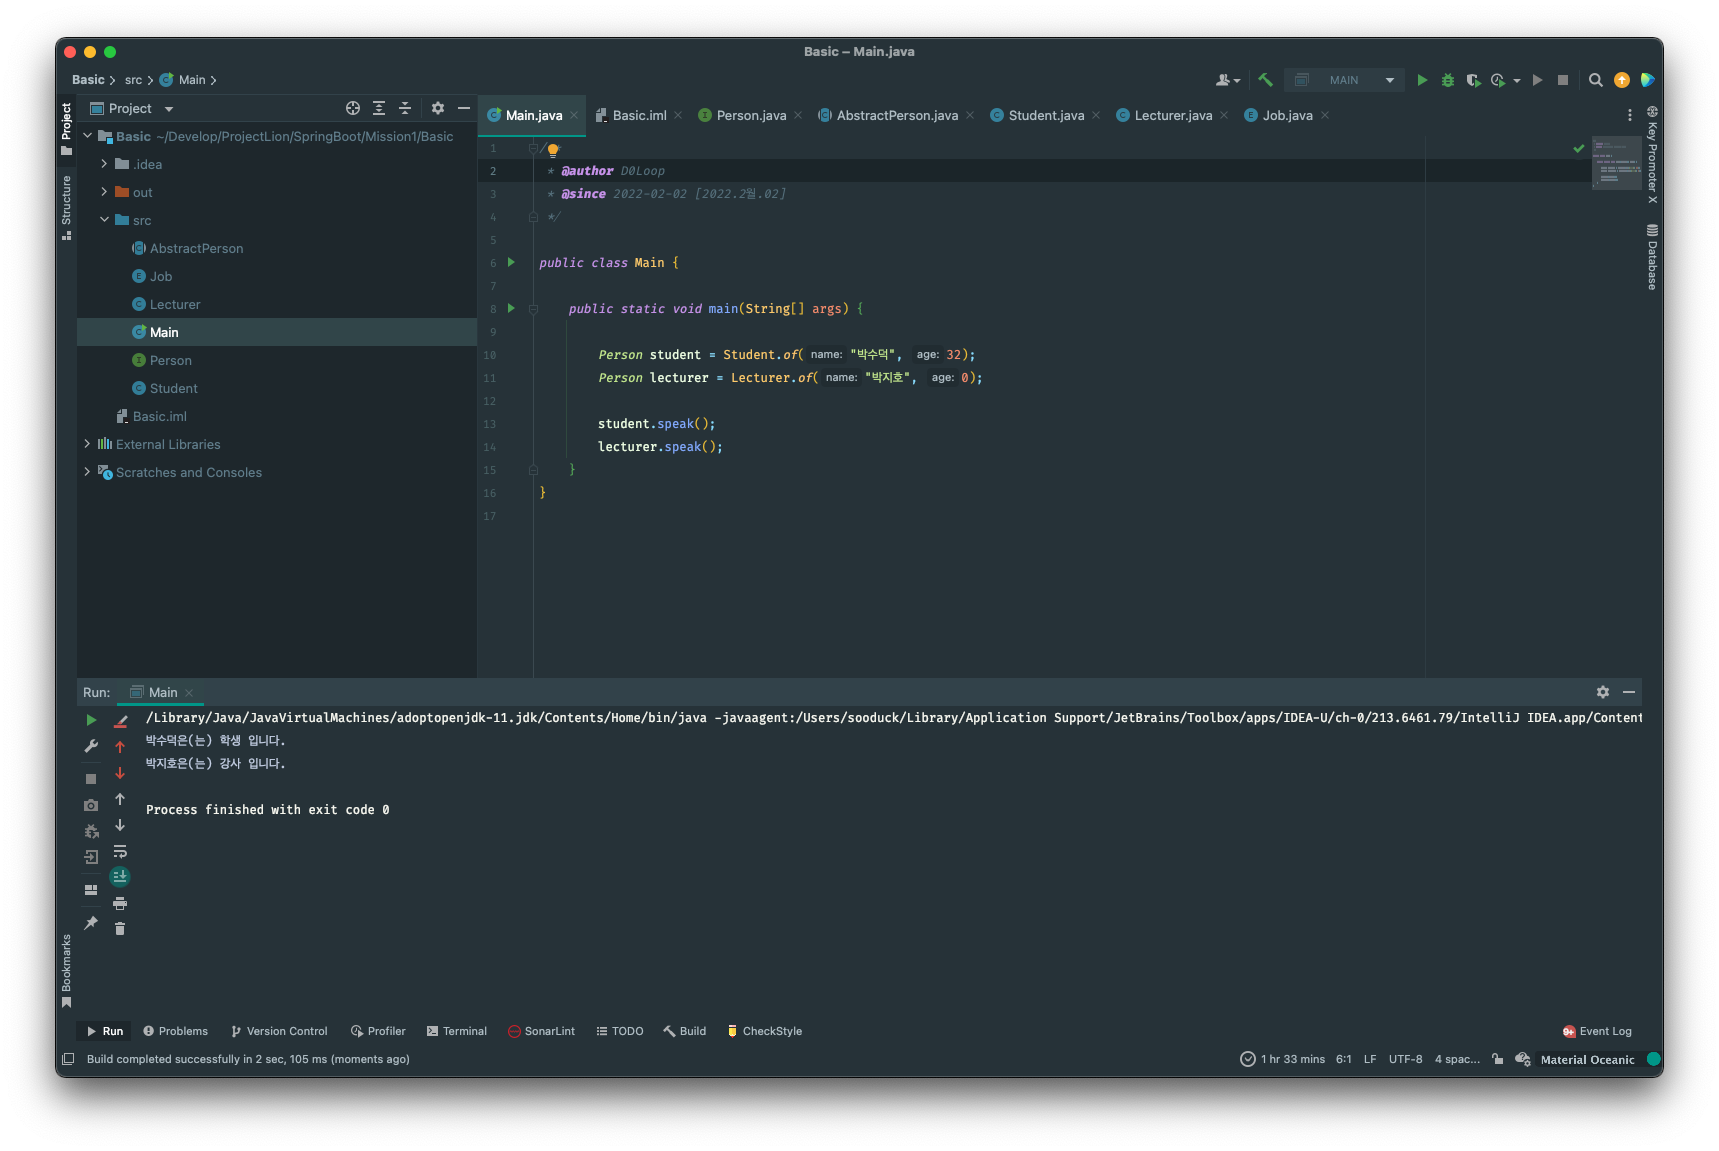 Basic – Main.java
Basic src Main
MAIN
Project
Project
Structure
Bookmarks
Basic ~/Develop/ProjectLion/SpringBoot/Mission1/Basic
.idea
out
src
AbstractPerson
Job
Lecturer
Main
Person
Student
Basic.iml
External Libraries
Scratches and Consoles
Main.java Basic.iml Person.java AbstractPerson.java Student.java Lecturer.java Job.java
Key Promoter X
Database
1
2 * @author D0Loop
3 * @since 2022-02-02 [2022.2월.02]
4 */
5
6 public class Main {
7
8 public static void main(String[] args) {
9
10 Person student = Student.of( name: "박수덕", age: 32);
11 Person lecturer = Lecturer.of( name: "박지호", age: 0);
12
13 student.speak();
14 lecturer.speak();
15 }
16 }
17
Run: Main
/Library/Java/JavaVirtualMachines/adoptopenjdk-11.jdk/Contents/Home/bin/java -javaagent:/Users/sooduck/Library/Application Support/JetBrains/Toolbox/apps/IDEA-U/ch-0/213.6461.79/IntelliJ IDEA.app/Content
박수덕은(는) 학생 입니다.
박지호은(는) 강사 입니다.
Process finished with exit code 0
Run Problems Version Control Profiler Terminal SonarLint TODO Build CheckStyle 9+ Event Log
Build completed successfully in 2 sec, 105 ms (moments ago) 1 hr 33 mins 6:1 LF UTF-8 4 spac... Material Oceanic